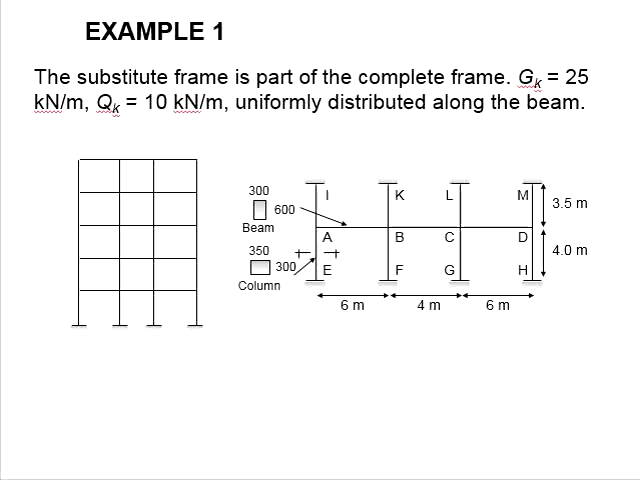 EXAMPLE 1
The substitute frame is part of the complete frame. Gk = 25
kN/m, Qk = 10 kN/m, uniformly distributed along the beam.
300
600
Beam
350
300
Column
I
K
L
M
3.5 m
A
B
C
D
4.0 m
E
F
G
H
6 m
4 m
6 m